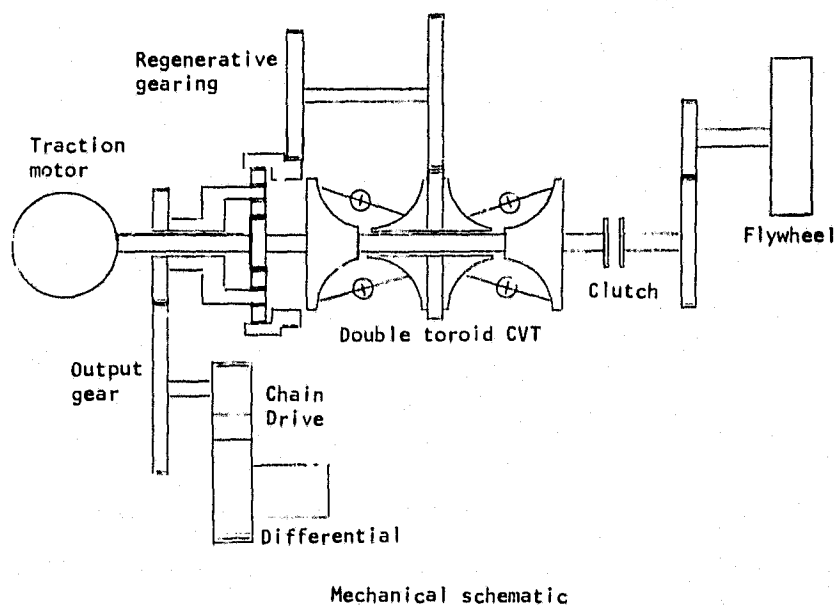 Regenerative
gearing
Traction
motor
Flywheel
Clutch
Double toroid CVT
Output
gear
Chain
Drive
Differential
Mechanical schematic